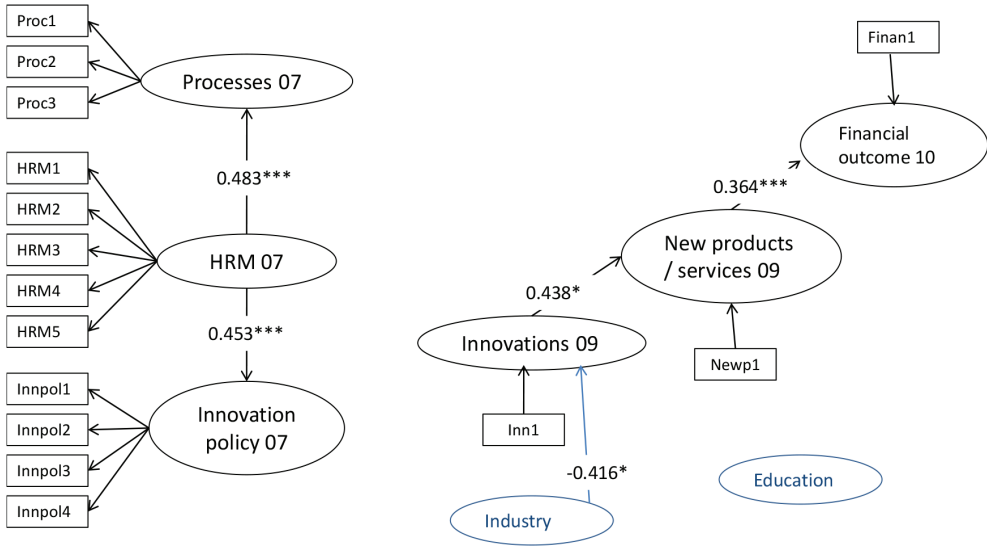 Proc1
Proc2
Proc3
Processes 07
0.483***
HRM1
HRM2
HRM3
HRM4
HRM5
HRM 07
0.453***
Innpol1
Innpol2
Innpol3
Innpol4
Innovation
policy 07
Finan1
Financial
outcome 10
0.364***
New products
/ services 09
0.438*
Innovations 09
Newp1
Inn1
-0.416*
Industry
Education